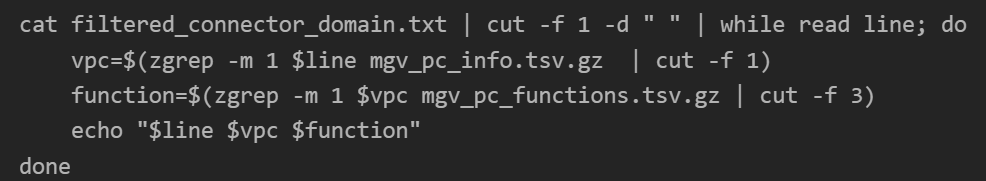 cat filtered_connector_domain.txt | cut -f 1 -d " " | while read line; do
    vpc=$(zgrep -m 1 $line mgv_pc_info.tsv.gz  | cut -f 1)
    function=$(zgrep -m 1 $vpc mgv_pc_functions.tsv.gz | cut -f 3)
    echo "$line $vpc $function"
done